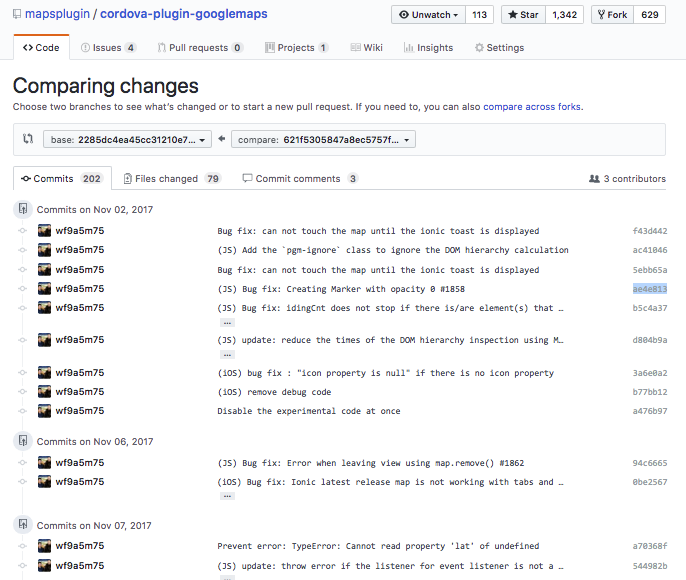 mapsplugin / cordova-plugin-googlemaps
Unwatch 113 Star 1,342 Fork 629
Code Issues 4 Pull requests 0 Projects 1 Wiki Insights Settings
Comparing changes
Choose two branches to see what's changed or to start a new pull request. If you need to, you can also compare across forks.
base: 2285dc4ea45cc31210e7... compare: 621f5305847a8ec5757f...
Commits 202 Files changed 79 Commit comments 3 3 contributors
Commits on Nov 02, 2017
wf9a5m75 Bug fix: can not touch the map until the ionic toast is displayed f43d442
wf9a5m75 (JS) Add the `pgm-ignore` class to ignore the DOM hierarchy calculation ac41046
wf9a5m75 Bug fix: can not touch the map until the ionic toast is displayed 5ebb65a
wf9a5m75 (JS) Bug fix: Creating Marker with opacity 0 #1858 ae4e813
wf9a5m75 (JS) Bug fix: idingCnt does not stop if there is/are element(s) that … b5c4a37
…
wf9a5m75 (JS) update: reduce the times of the DOM hierarchy inspection using M… d804b9a
…
wf9a5m75 (iOS) bug fix : "icon property is null" if there is no icon property 3a6e0a2
wf9a5m75 (iOS) remove debug code b77bb12
wf9a5m75 Disable the experimental code at once a476b97
Commits on Nov 06, 2017
wf9a5m75 (JS) Bug fix: Error when leaving view using map.remove() #1862 94c6665
wf9a5m75 (iOS) Bug fix: Ionic latest release map is not working with tabs and … 0be2567
…
Commits on Nov 07, 2017
wf9a5m75 Prevent error: TypeError: Cannot read property 'lat' of undefined a70368f
wf9a5m75 (JS) update: throw error if the listener for event listener is not a … 544982b
…